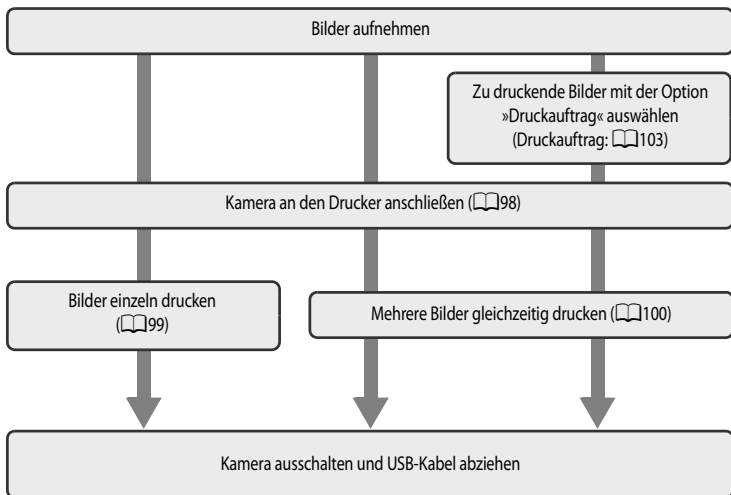 Bilder aufnehmen
Zu druckende Bilder mit der Option
»Druckauftrag« auswählen
(Druckauftrag: 103)
Kamera an den Drucker anschließen (98)
Bilder einzeln drucken
(99)
Mehrere Bilder gleichzeitig drucken (100)
Kamera ausschalten und USB-Kabel abziehen